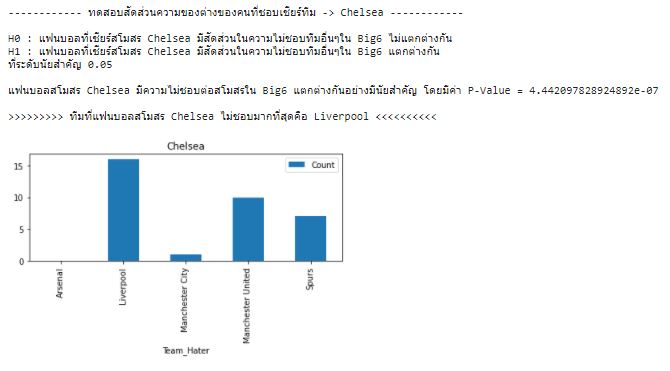 ------------ ทดสอบสัดส่วนความของต่างของคนที่ชอบเชียร์ทีม -> Chelsea ------------
H0 : แฟนบอลที่เชียร์สโมสร Chelsea มีสัดส่วนในความไม่ชอบทีมอื่นๆใน Big6 ไม่แตกต่างกัน
H1 : แฟนบอลที่เชียร์สโมสร Chelsea มีสัดส่วนในความไม่ชอบทีมอื่นๆใน Big6 แตกต่างกัน
ที่ระดับนัยสำคัญ 0.05
แฟนบอลสโมสร Chelsea มีความไม่ชอบต่อสโมสรใน Big6 แตกต่างกันอย่างมีนัยสำคัญ โดยมีค่า P-Value = 4.442097828924892e-07
>>>>>>>>> ทีมที่แฟนบอลสโมสร Chelsea ไม่ชอบมากที่สุดคือ Liverpool <<<<<<<<<<
Chelsea
Count
15
10
5
0
Arsenal
Liverpool
Manchester City
Manchester United
Spurs
Team_Hater